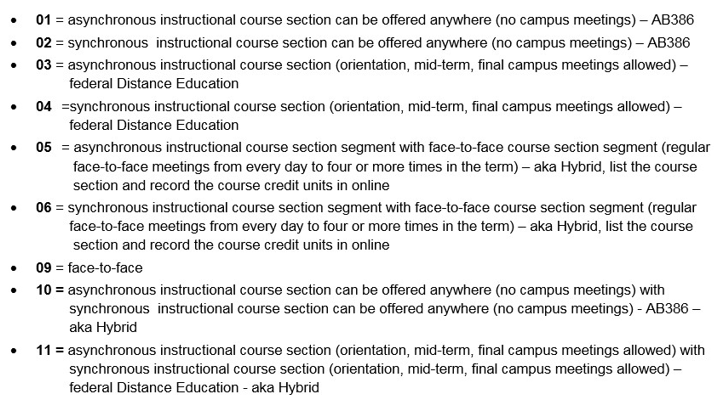 • 01 = asynchronous instructional course section can be offered anywhere (no campus meetings) – AB386
• 02 = synchronous instructional course section can be offered anywhere (no campus meetings) – AB386
• 03 = asynchronous instructional course section (orientation, mid-term, final campus meetings allowed) –
federal Distance Education
• 04 =synchronous instructional course section (orientation, mid-term, final campus meetings allowed) –
federal Distance Education
• 05 = asynchronous instructional course section segment with face-to-face course section segment (regular
face-to-face meetings from every day to four or more times in the term) – aka Hybrid, list the course
section and record the course credit units in online
• 06 = synchronous instructional course section segment with face-to-face course section segment (regular
face-to-face meetings from every day to four or more times in the term) – aka Hybrid, list the course
section and record the course credit units in online
• 09 = face-to-face
• 10 = asynchronous instructional course section can be offered anywhere (no campus meetings) with
synchronous instructional course section can be offered anywhere (no campus meetings) - AB386 –
aka Hybrid
• 11 = asynchronous instructional course section (orientation, mid-term, final campus meetings allowed) with
synchronous instructional course section (orientation, mid-term, final campus meetings allowed) –
federal Distance Education - aka Hybrid